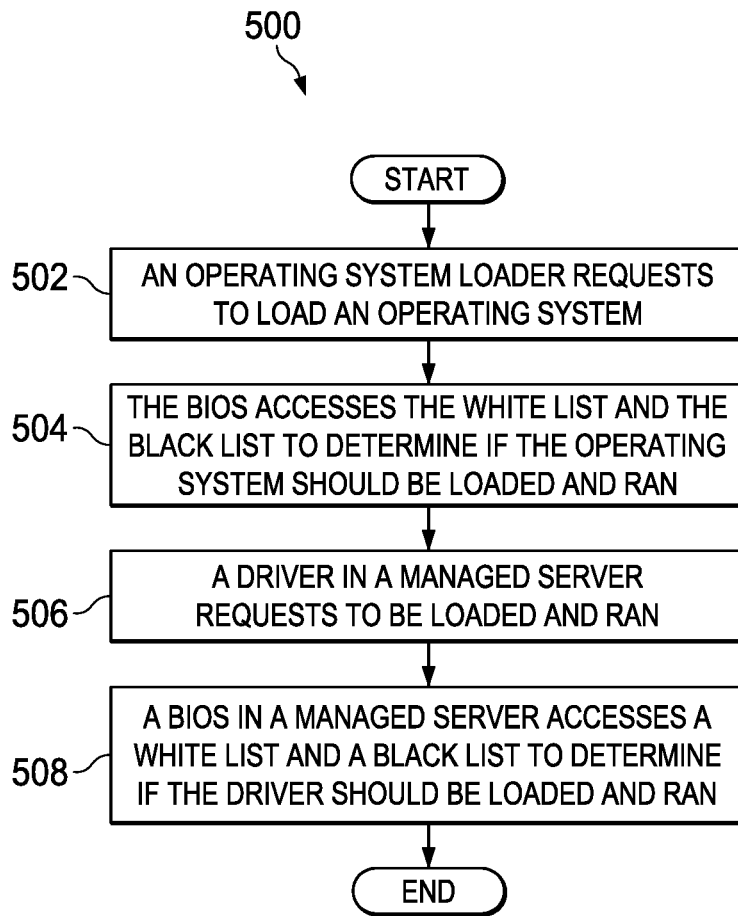 500
START
502
AN OPERATING SYSTEM LOADER REQUESTS
TO LOAD AN OPERATING SYSTEM
504
THE BIOS ACCESSES THE WHITE LIST AND THE
BLACK LIST TO DETERMINE IF THE OPERATING
SYSTEM SHOULD BE LOADED AND RAN
506
A DRIVER IN A MANAGED SERVER
REQUESTS TO BE LOADED AND RAN
508
A BIOS IN A MANAGED SERVER ACCESSES A
WHITE LIST AND A BLACK LIST TO DETERMINE
IF THE DRIVER SHOULD BE LOADED AND RAN
END